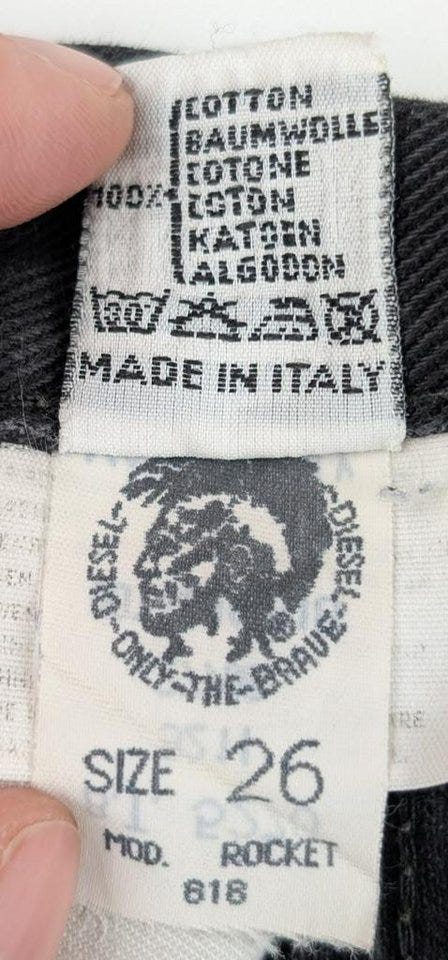 COTTON
BAUMWOLLE
COTONE
100% COTON
KATOEN
ALGODON
MADE IN ITALY
DIESEL-ONLY-THE-BRAVE-DIESEL
SIZE 26
MOD. ROCKET